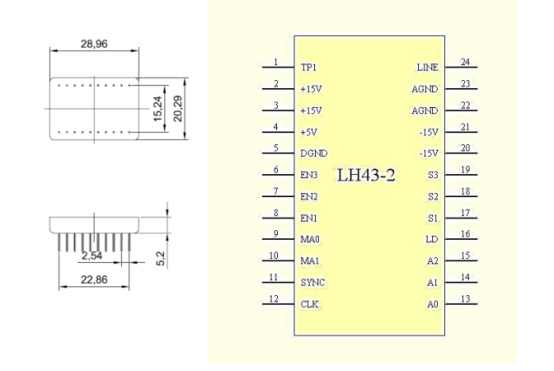 28,96
15,24
20,29
2,54
5,2
22,86
LH43-2
1 TP1
2 +15V
3 +15V
4 +5V
5 DGND
6 EN3
7 EN2
8 EN1
9 MA0
10 MA1
11 SYNC
12 CLK
LINE 24
AGND 23
AGND 22
-15V 21
-15V 20
S3 19
S2 18
S1 17
LD 16
A2 15
A1 14
A0 13